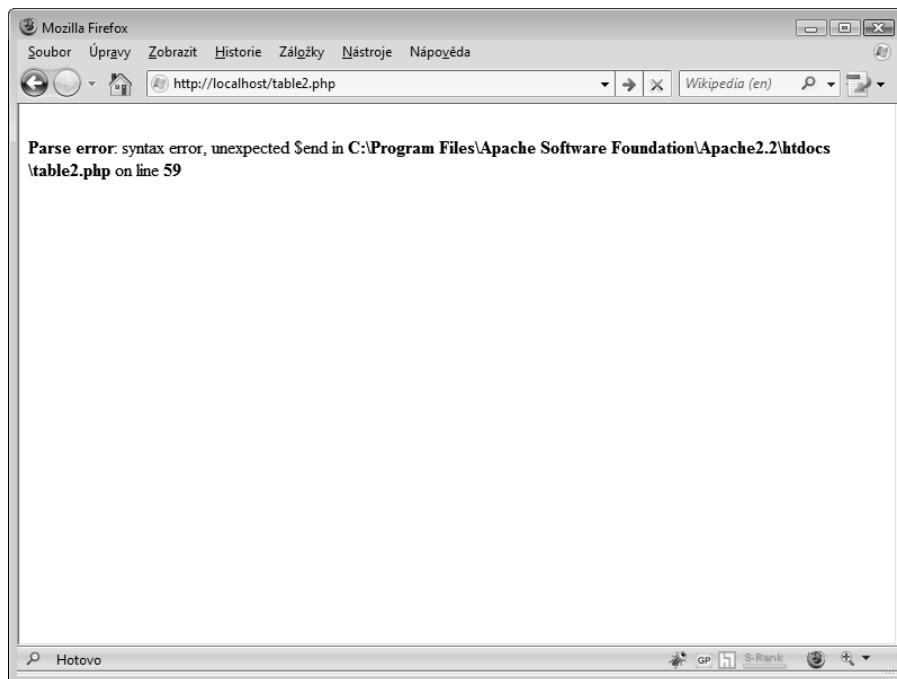 Mozilla Firefox
Soubor Úpravy Zobrazit Historie Záložky Nástroje Nápověda
http://localhost/table2.php Wikipedia (en)
Parse error: syntax error, unexpected $end in C:\Program Files\Apache Software Foundation\Apache2.2\htdocs
\table2.php on line 59
Hotovo GP S-Rank